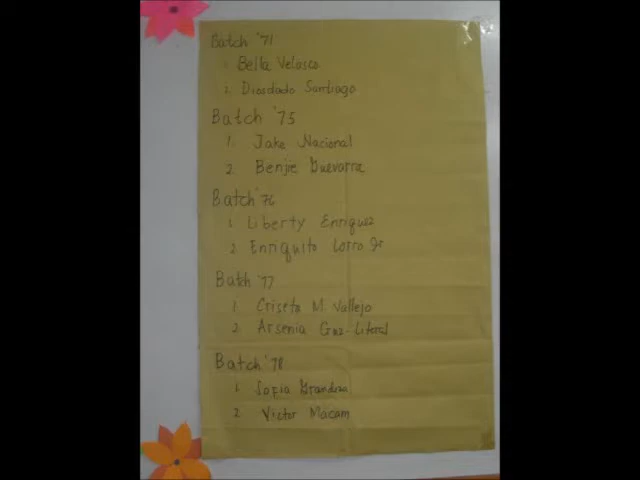 Batch '71
1. Bella Velasco
2. Diosdado Santiago
Batch '75
1. Jake Nacional
2. Benjie Guevarra
Batch '76
1. Liberty Enriquez
2. Enriquito Lorro Jr
Batch '77
1. Criseta M. Vallejo
2. Arsenia Literal
Batch '78
1. Sofia
2. Victor Macam